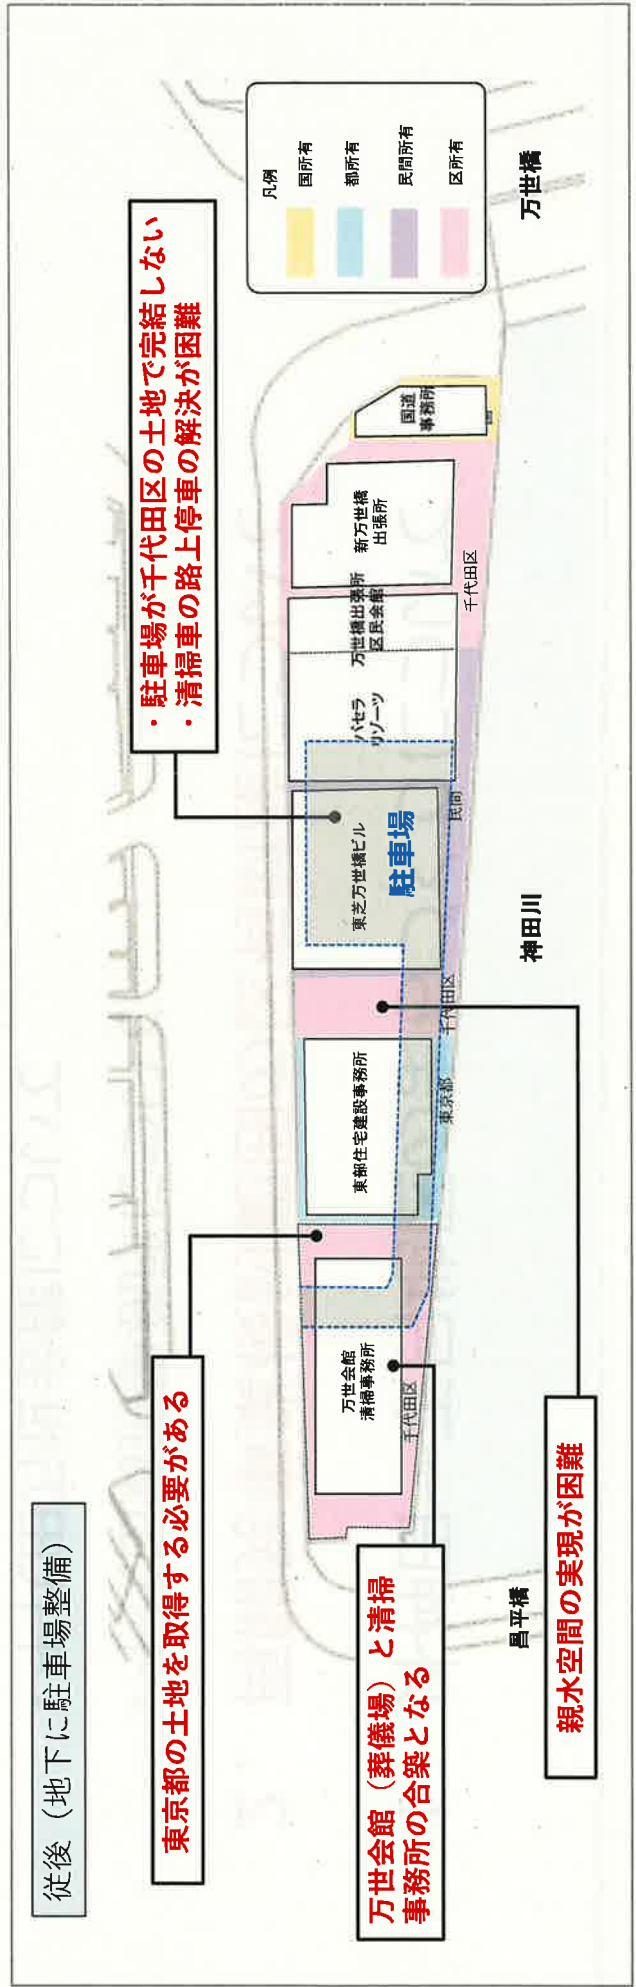 従後（地下に駐車場整備）
東京都の土地を取得する必要がある
・駐車場が千代田区の土地で完結しない
・清掃車の路上停車の解決が困難
凡例
国所有
都所有
民間所有
区所有
万世会館
清掃事務所
千代田区
東部住宅建設事務所
東京都
千代田区
東芝万世橋ビル
駐車場
民間
パセラ
リゾーツ
万世橋出張所
区民会館
新万世橋
出張所
千代田区
国道
事務所
万世会館（葬儀場）と清掃
事務所の合築となる
昌平橋
神田川
万世橋
親水空間の実現が困難